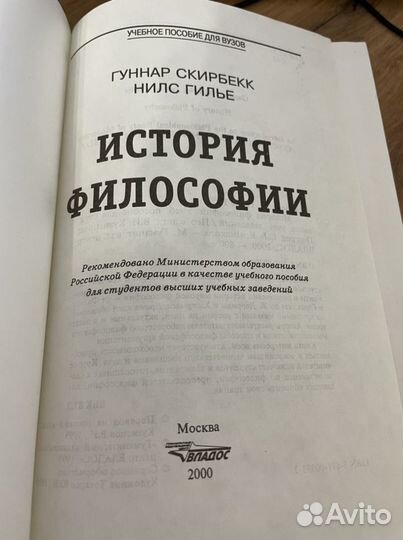 УЧЕБНОЕ ПОСОБИЕ ДЛЯ ВУЗОВ
ГУННАР СКИРБЕКК
НИЛС ГИЛЬЕ
ИСТОРИЯ
ФИЛОСОФИИ
Рекомендовано Министерством образования
Российской Федерации в качестве учебного пособия
для студентов высших учебных заведений
Москва
ВЛАДОС
2000
Avito